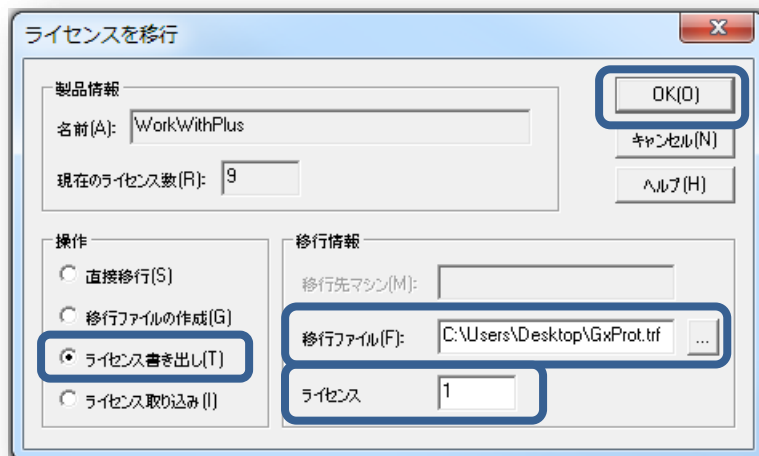 ライセンスを移行
製品情報
名前(A): WorkWithPlus
現在のライセンス数(R): 9
OK(O)
キャンセル(N)
ヘルプ(H)
操作
直接移行(S)
移行ファイルの作成(G)
ライセンス書き出し(T)
ライセンス取り込み(I)
移行情報
移行先マシン(M):
移行ファイル(F): C:\Users\Desktop\GxProt.trf ...
ライセンス 1